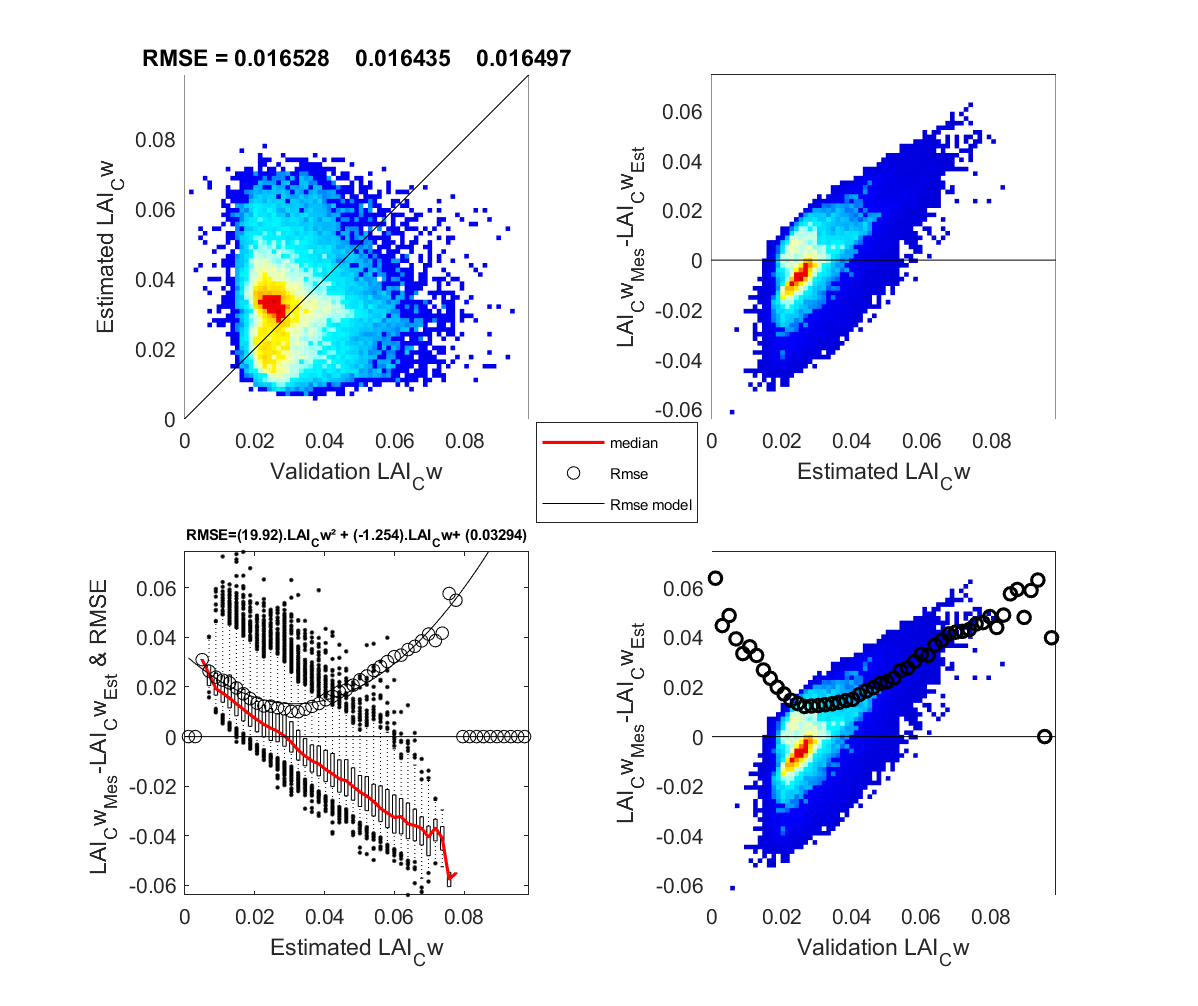 RMSE = 0.016528 0.016435 0.016497
0.08
0.06
0.04
0.02
0
Estimated LAI_Cw
0 0.02 0.04 0.06 0.08
Validation LAI_Cw
0.06
0.04
0.02
0
-0.02
-0.04
-0.06
LAI_Cw_Mes-LAI_Cw_Est
0 0.02 0.04 0.06 0.08
Estimated LAI_Cw
median
Rmse
Rmse model
RMSE=(19.92).LAI_Cw² + (-1.254).LAI_Cw+ (0.03294)
0.06
0.04
0.02
0
-0.02
-0.04
-0.06
LAI_Cw_Mes-LAI_Cw_Est & RMSE
0 0.02 0.04 0.06 0.08
Estimated LAI_Cw
0.06
0.04
0.02
0
-0.02
-0.04
-0.06
LAI_Cw_Mes-LAI_Cw_Est
0 0.02 0.04 0.06 0.08
Validation LAI_Cw